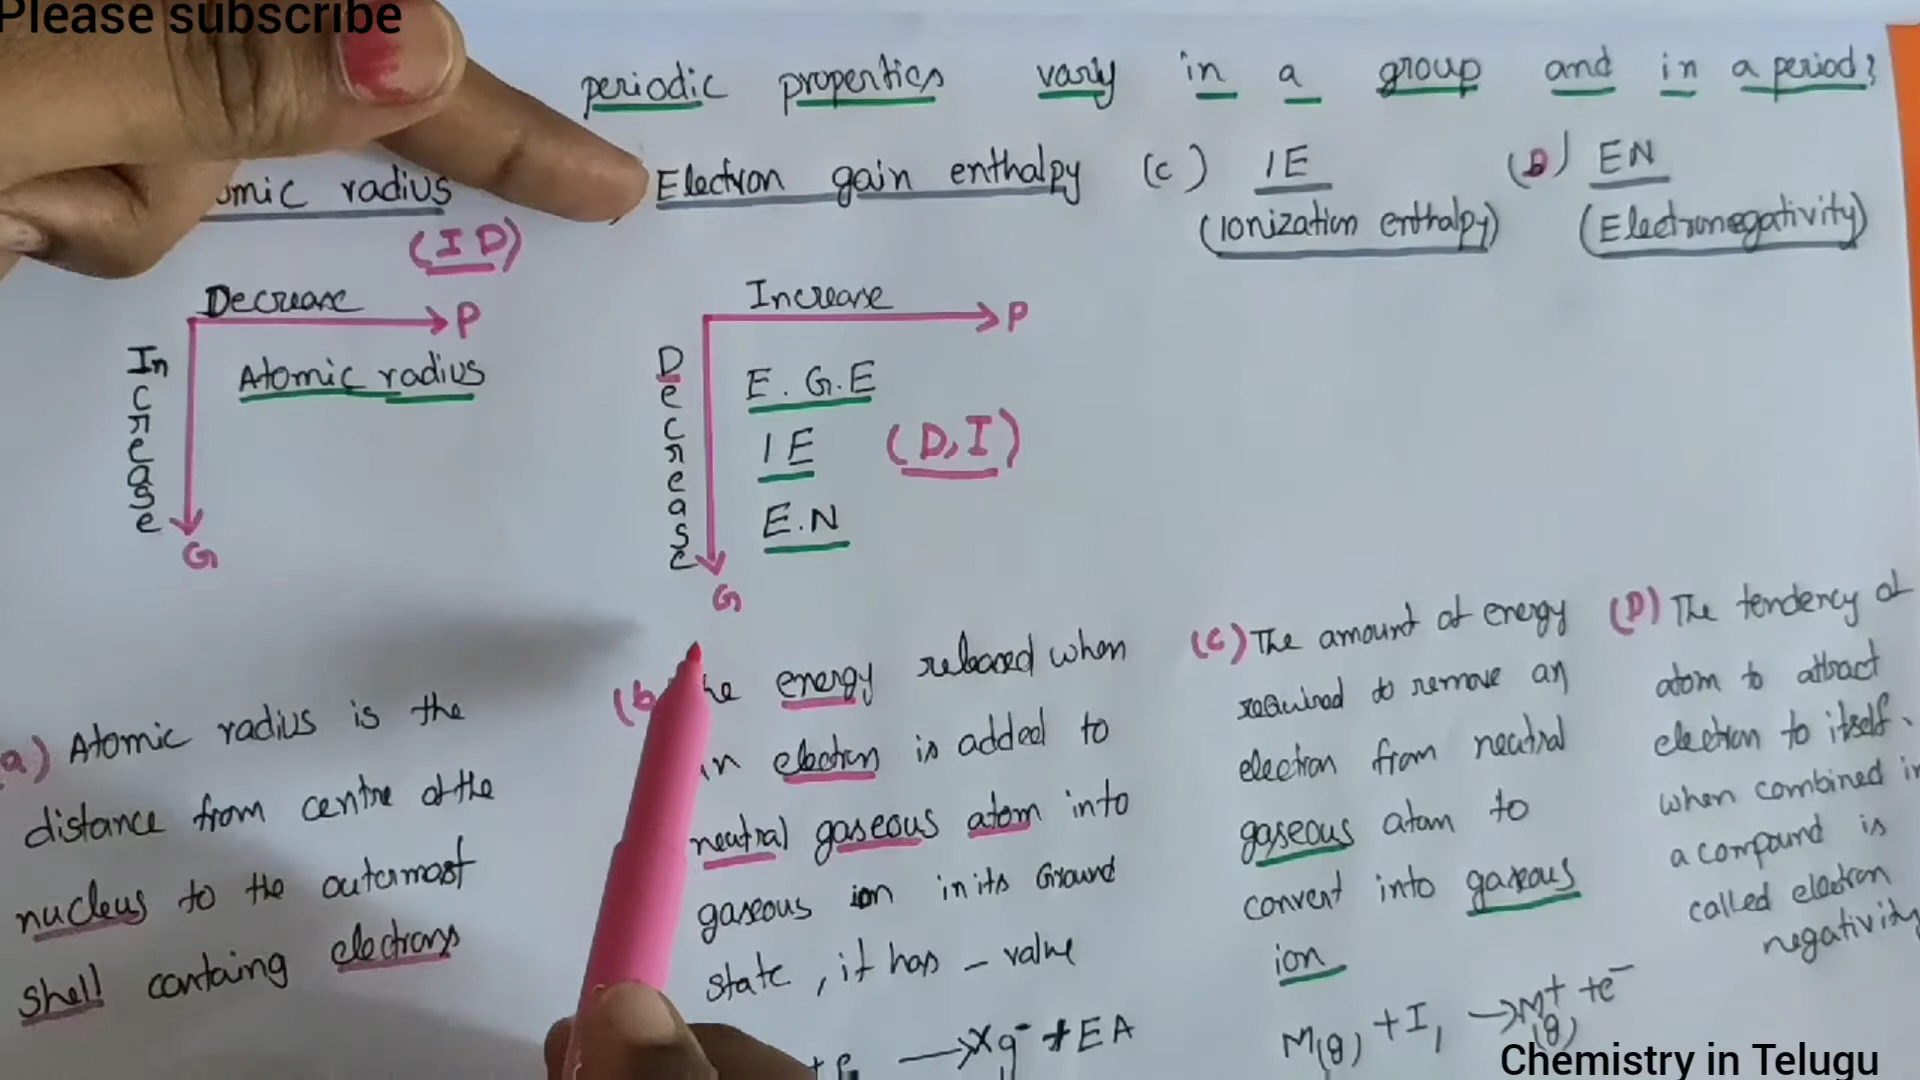 Please subscribe
periodic properties vary in a group and in a period?
omic radius
Electron gain enthalpy (c) IE (D) EN
(Ionization enthalpy) (Electronegativity)
(I D)
Decrease → P
Increase
G
Atomic radius
Increase → P
Decrease
G
E.G.E
IE (D,I)
E.N
(a) Atomic radius is the
distance from centre of the
nucleus to the outermost
shell containg electrons
(b he energy released when
n electron is added to
neutral gaseous atom into
gaseous ion in its Ground
state, it has - value
+ e → Xg⁻ + EA
(c) The amount of energy
required to remove an
electron from neutral
gaseous atom to
convert into gaseous
ion
M(g) + I₁ → M⁺(g) + e⁻
(D) The tendency of
atom to attract
electron to itself.
when combined in
a compound is
called electron
negativity
Chemistry in Telugu